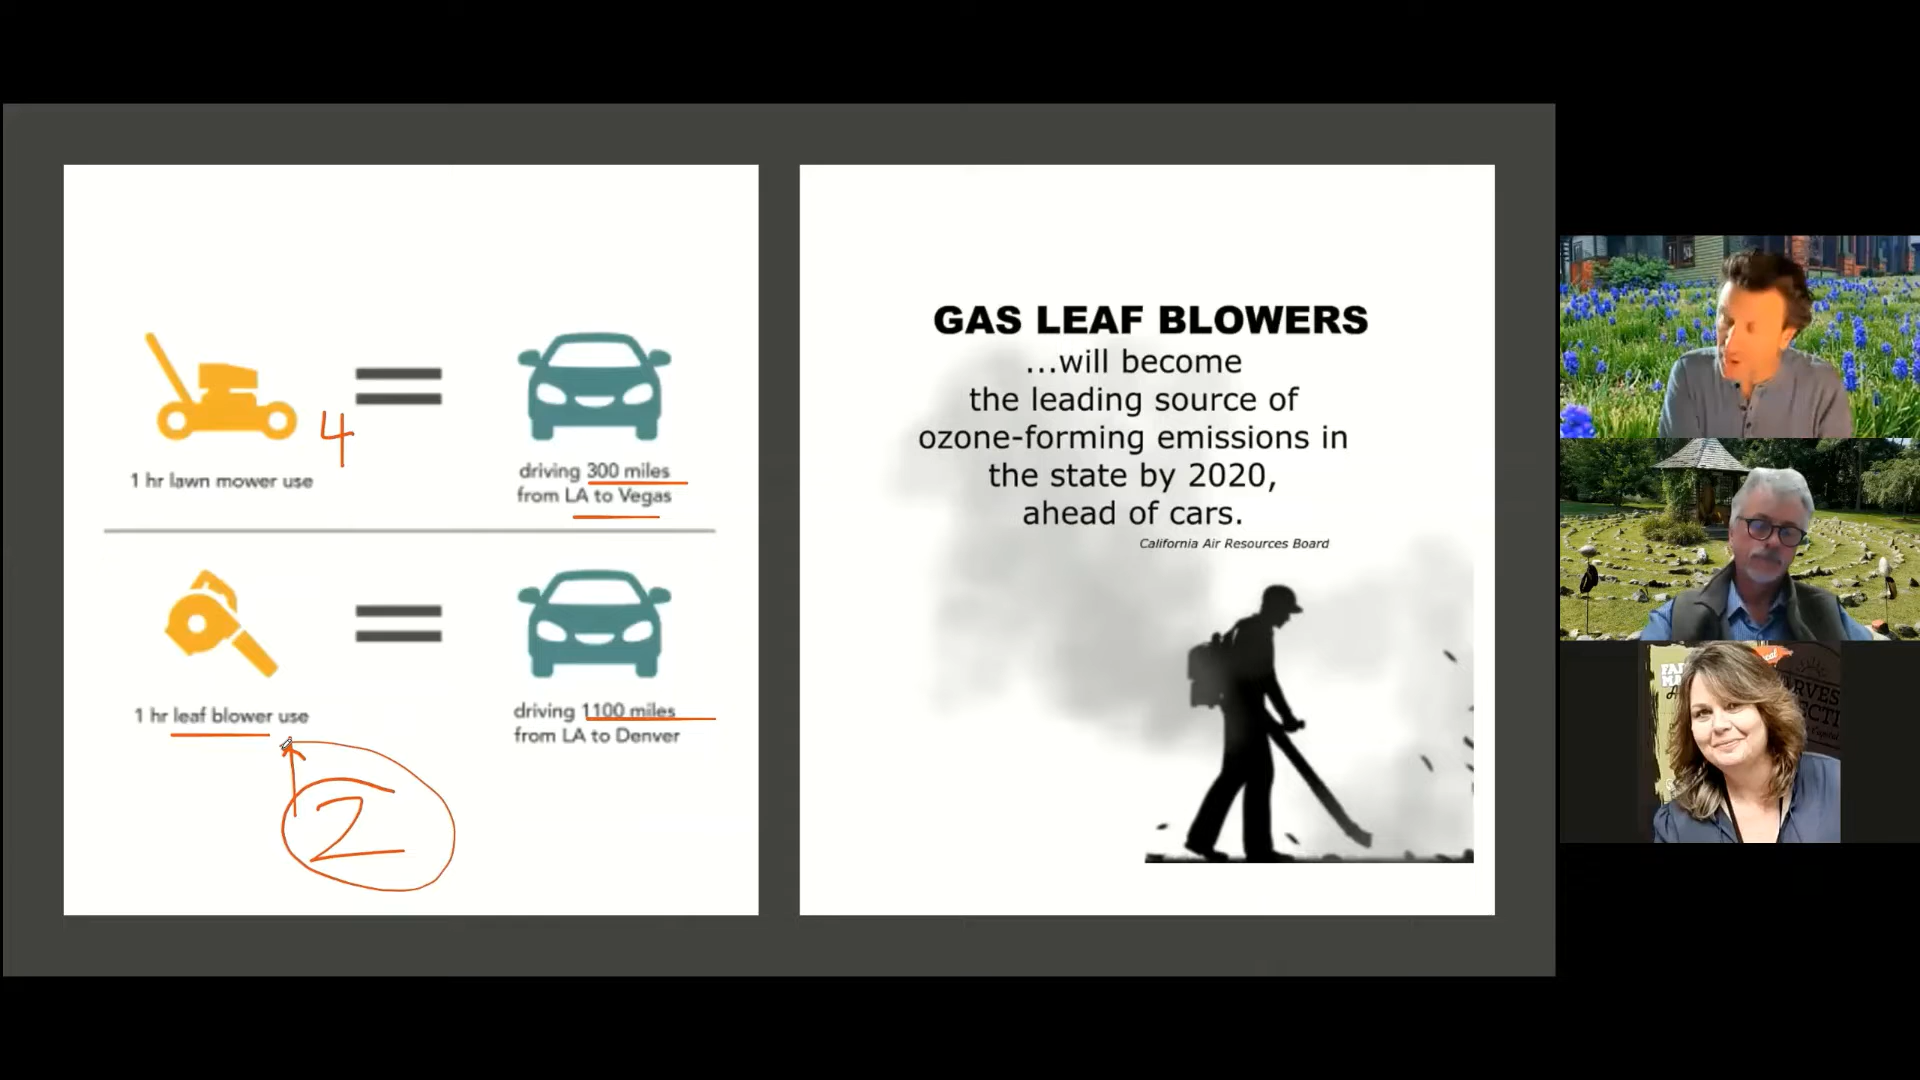 1 hr lawn mower use
4
driving 300 miles
from LA to Vegas
1 hr leaf blower use
2
driving 1100 miles
from LA to Denver
GAS LEAF BLOWERS
...will become
the leading source of
ozone-forming emissions in
the state by 2020,
ahead of cars.
California Air Resources Board